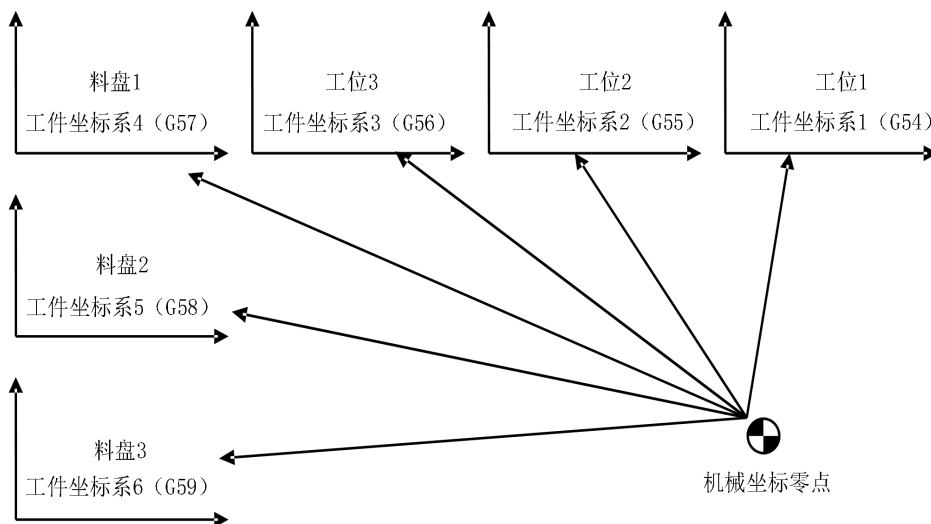 料盘1
工件坐标系4（G57）
工位3
工件坐标系3（G56）
工位2
工件坐标系2（G55）
工位1
工件坐标系1（G54）
料盘2
工件坐标系5（G58）
料盘3
工件坐标系6（G59）
机械坐标零点